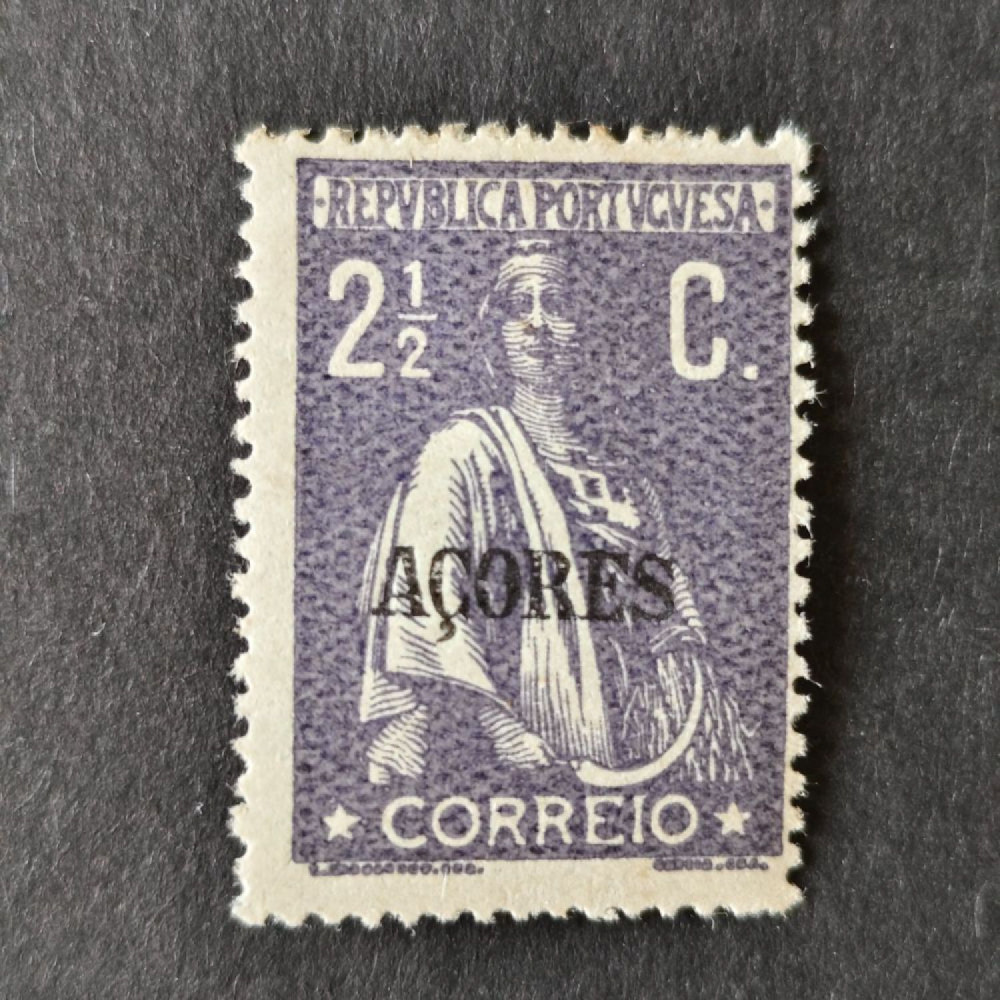 ·REPVBLICA PORTVGVESA·
2 1/2 C.
AÇORES
★ CORREIO ★